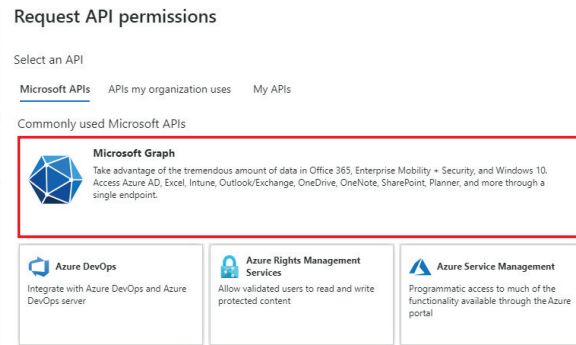 Request API permissions
Select an API
Microsoft APIs APIs my organization uses My APIs
Commonly used Microsoft APIs
Microsoft Graph
Take advantage of the tremendous amount of data in Office 365, Enterprise Mobility + Security, and Windows 10.
Access Azure AD, Excel, Intune, Outlook/Exchange, OneDrive, OneNote, SharePoint, Planner, and more through a
single endpoint.
Azure DevOps
Integrate with Azure DevOps and Azure
DevOps server
Azure Rights Management
Services
Allow validated users to read and write
protected content
Azure Service Management
Programmatic access to much of the
functionality available through the Azure
portal